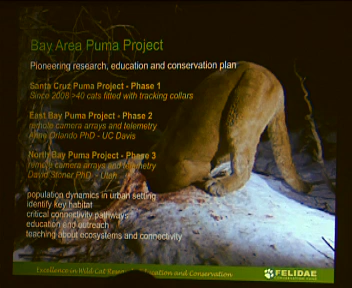 Bay Area Puma Project
Pioneering research, education and conservation plan
Santa Cruz Puma Project - Phase 1
Since 2008 >40 cats fitted with tracking collars
East Bay Puma Project - Phase 2
remote camera arrays and telemetry
Anne Orlando PhD - UC Davis
North Bay Puma Project - Phase 3
remote camera arrays and telemetry
David Stoner PhD - Utah
population dynamics in urban setting
identify key habitat
critical connectivity pathways
education and outreach
teaching about ecosystems and connectivity
Excellence in Wild Cat Research, Education and Conservation
FELIDAE